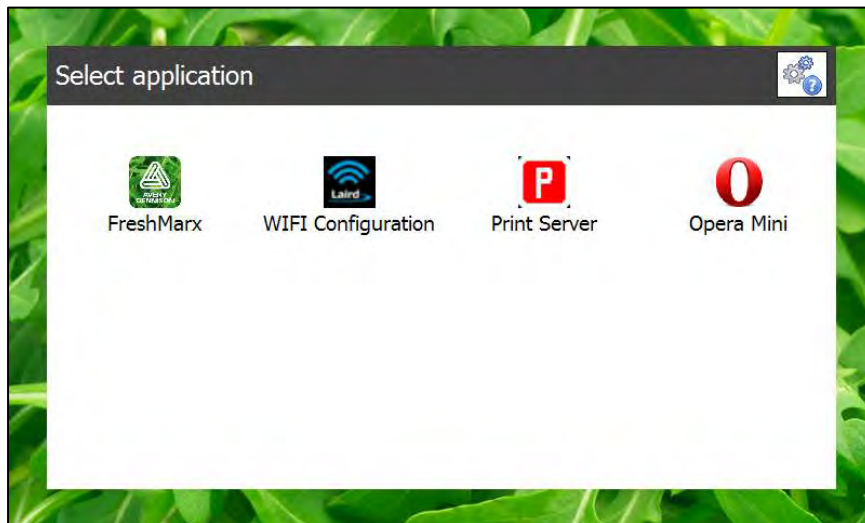 Select application
?
AVERY
DENNISON
FreshMarx
Laird
WIFI Configuration
P
Print Server
Opera Mini